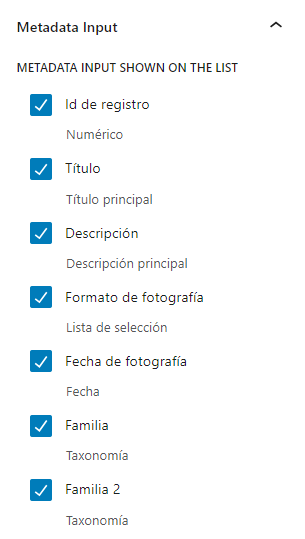 Metadata Input
METADATA INPUT SHOWN ON THE LIST
Id de registro
Numérico
Título
Título principal
Descripción
Descripción principal
Formato de fotografía
Lista de selección
Fecha de fotografía
Fecha
Familia
Taxonomía
Familia 2
Taxonomía